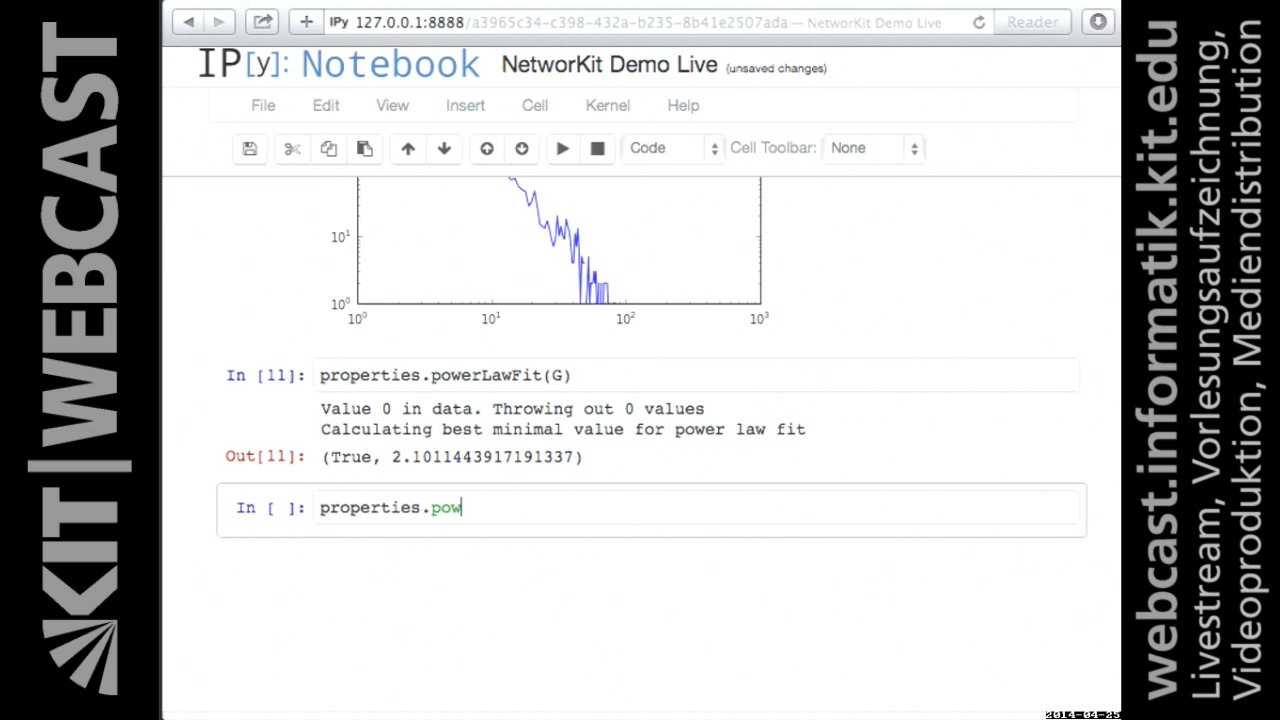 KIT|WEBCAST
IPy 127.0.0.1:8888/a3965c34-c398-432a-b235-8b41e2507ada — NetworKit Demo Live
Reader
IP[y]: Notebook
NetworKit Demo Live (unsaved changes)
File Edit View Insert Cell Kernel Help
Code
Cell Toolbar: None
10¹
10⁰
10⁰ 10¹ 10² 10³
In [11]: properties.powerLawFit(G)
Value 0 in data. Throwing out 0 values
Calculating best minimal value for power law fit
Out[11]: (True, 2.1011443917191337)
In [ ]: properties.pow
webcast.informatik.kit.edu
Livestream, Vorlesungsaufzeichnung,
Videoproduktion, Mediendistribution
2014-04-25